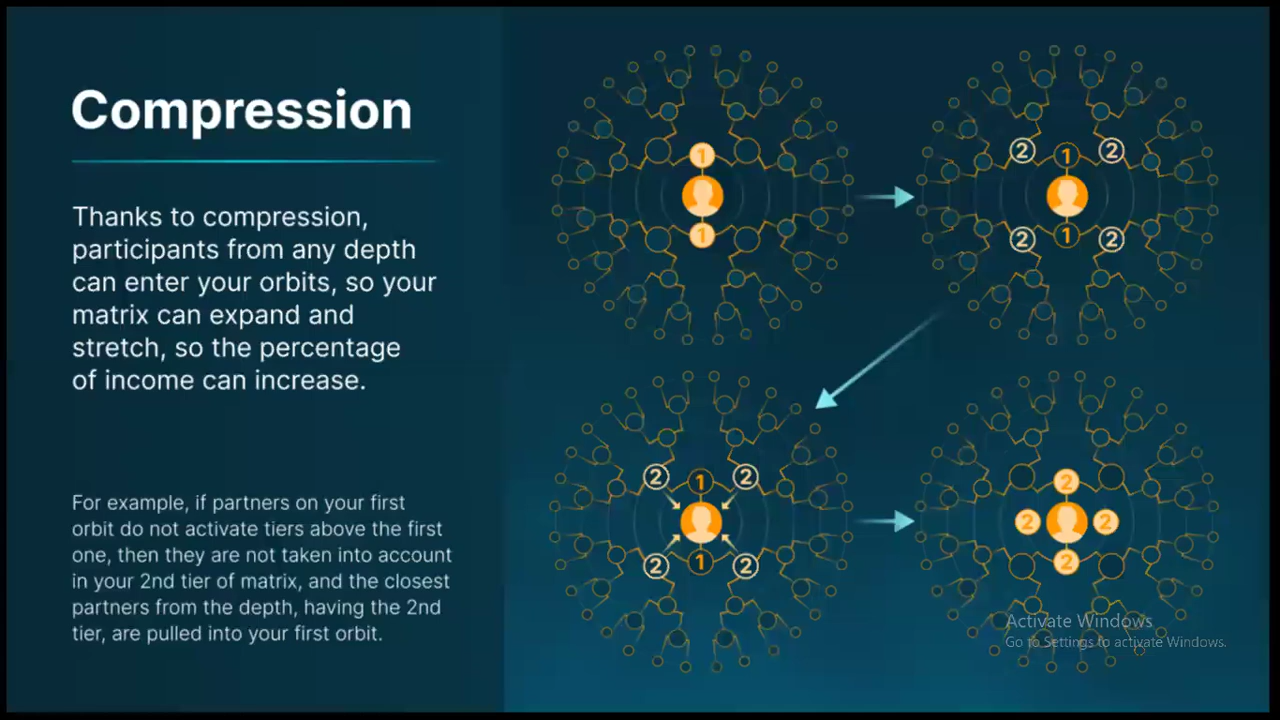 Compression
Thanks to compression,
participants from any depth
can enter your orbits, so your
matrix can expand and
stretch, so the percentage
of income can increase.
For example, if partners on your first
orbit do not activate tiers above the first
one, then they are not taken into account
in your 2nd tier of matrix, and the closest
partners from the depth, having the 2nd
tier, are pulled into your first orbit.
1
1
2 1 2
2 1 2
2 1 2
2 1 2
2
2 2
2
Activate Windows
Go to Settings to activate Windows.